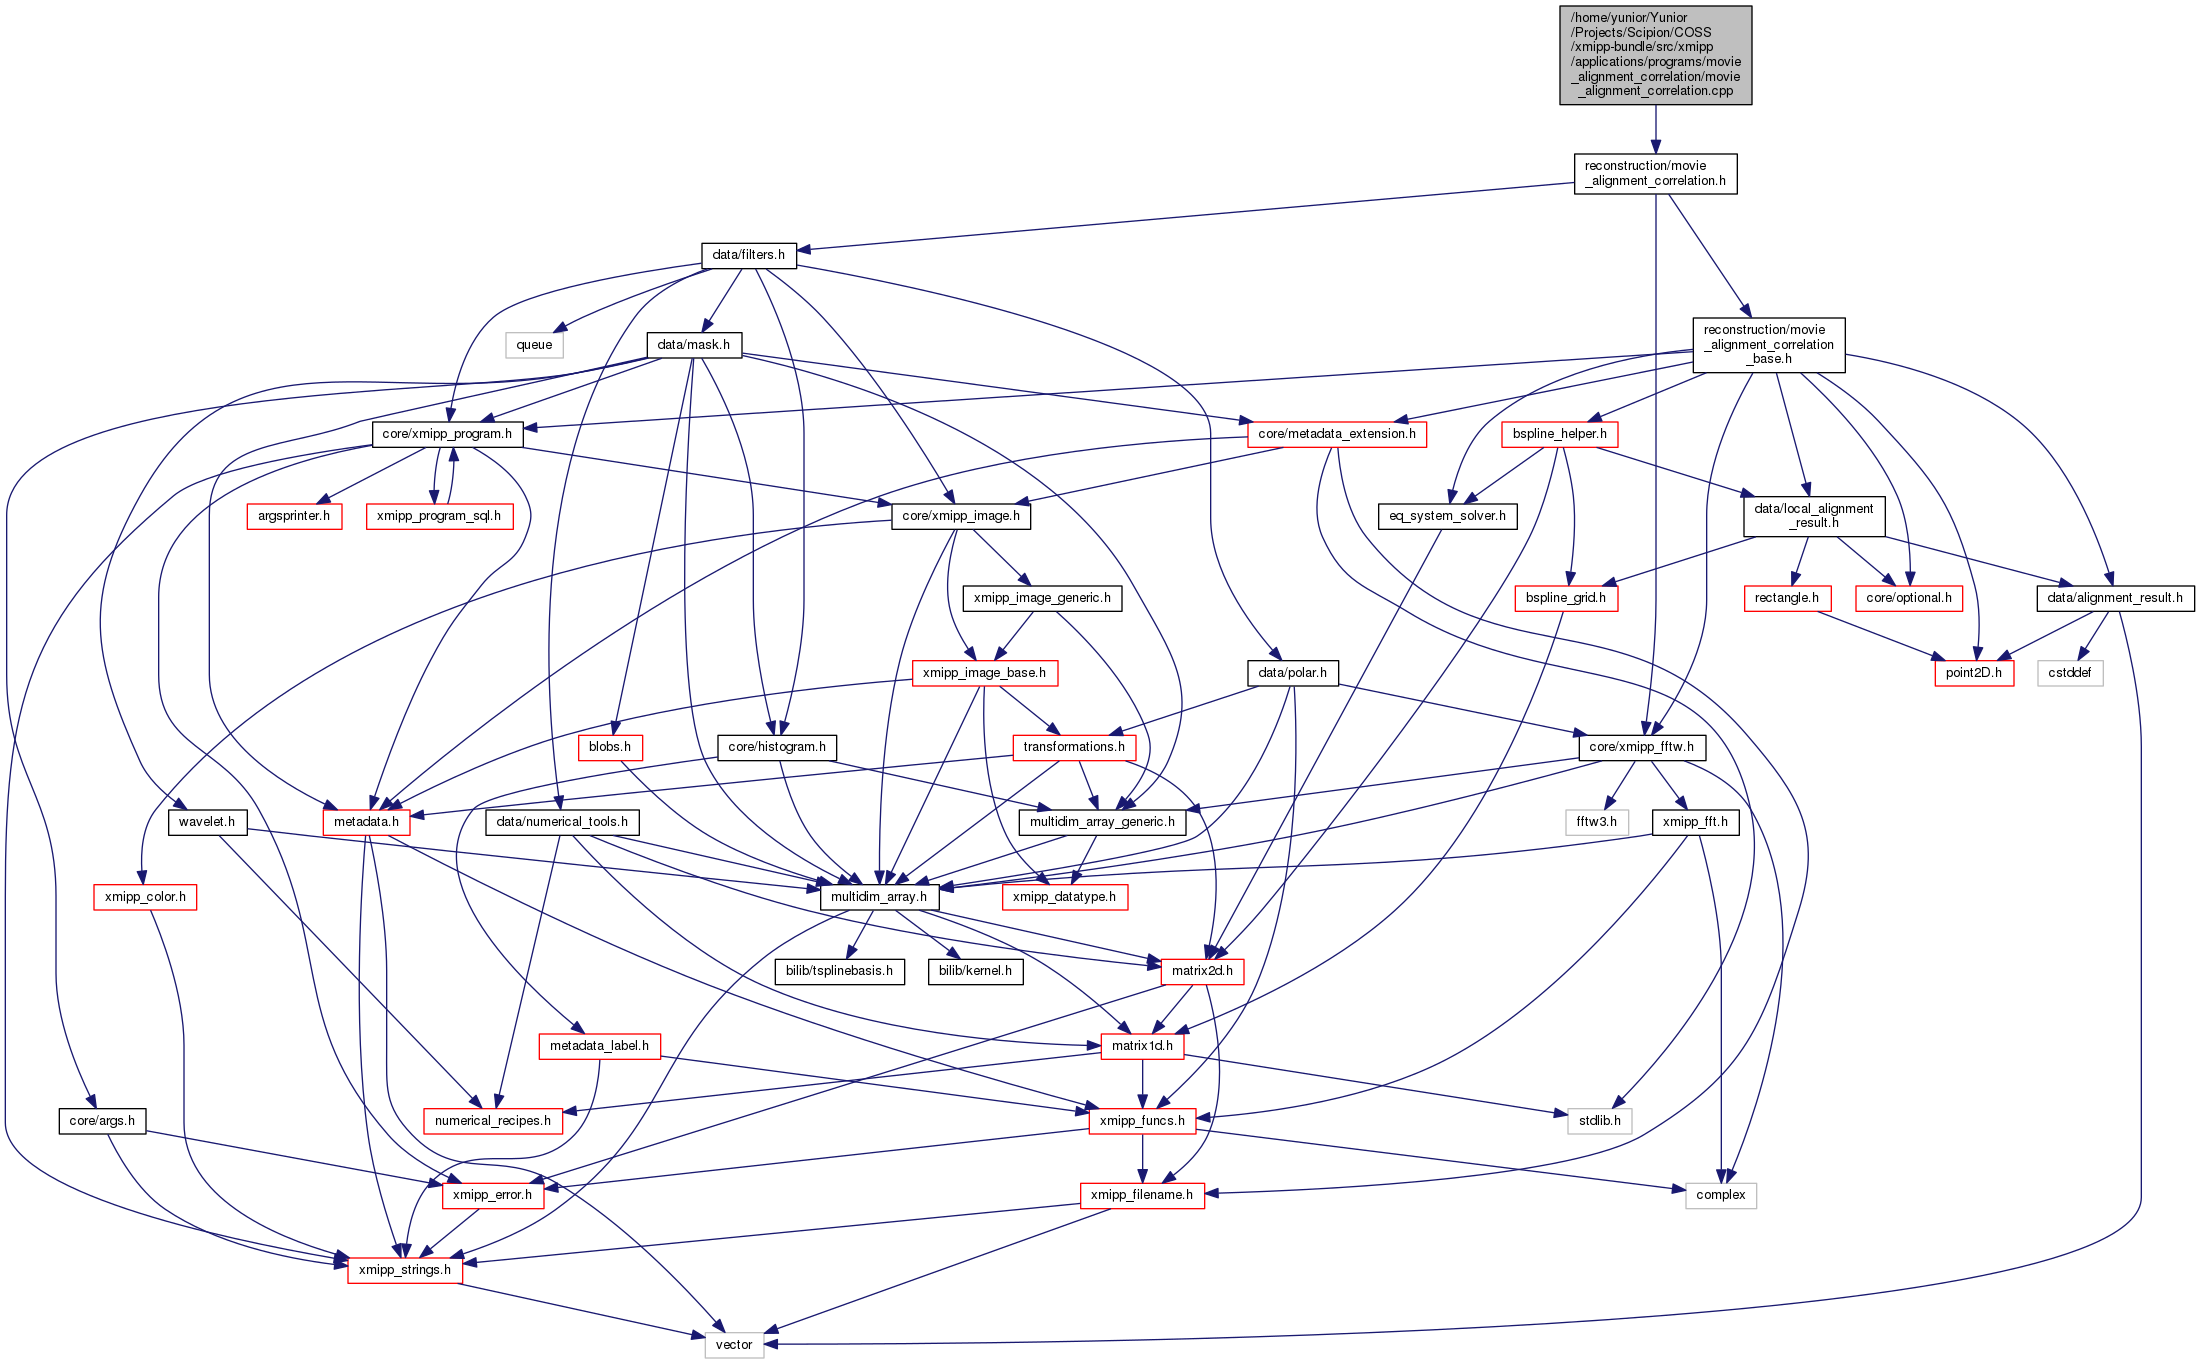 /home/yunior/Yunior
/Projects/Scipion/COSS
/xmipp-bundle/src/xmipp
/applications/programs/movie
_alignment_correlation/movie
_alignment_correlation.cpp
reconstruction/movie
_alignment_correlation.h
data/filters.h
queue
data/mask.h
reconstruction/movie
_alignment_correlation
_base.h
core/xmipp_program.h
core/metadata_extension.h
bspline_helper.h
argsprinter.h
xmipp_program_sql.h
core/xmipp_image.h
eq_system_solver.h
data/local_alignment
_result.h
xmipp_image_generic.h
bspline_grid.h
rectangle.h
core/optional.h
data/alignment_result.h
xmipp_image_base.h
data/polar.h
point2D.h
cstddef
blobs.h
core/histogram.h
transformations.h
core/xmipp_fftw.h
wavelet.h
metadata.h
data/numerical_tools.h
multidim_array_generic.h
fftw3.h
xmipp_fft.h
xmipp_color.h
multidim_array.h
xmipp_datatype.h
bilib/tsplinebasis.h
bilib/kernel.h
matrix2d.h
metadata_label.h
matrix1d.h
core/args.h
numerical_recipes.h
xmipp_funcs.h
stdlib.h
xmipp_error.h
xmipp_filename.h
complex
xmipp_strings.h
vector